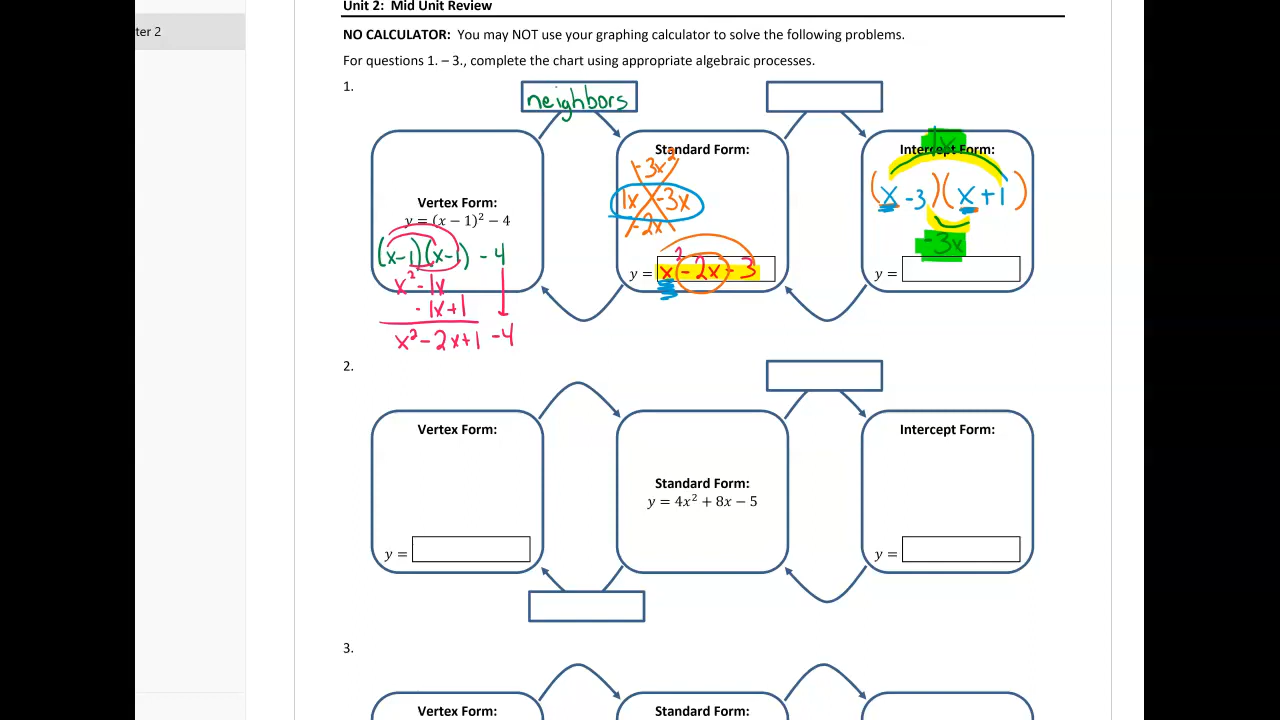 Unit 2: Mid Unit Review
ter 2
NO CALCULATOR: You may NOT use your graphing calculator to solve the following problems.
For questions 1. – 3., complete the chart using appropriate algebraic processes.
1.
neighbors
Vertex Form:
y = (x − 1)² − 4
(x-1)(x-1) - 4
x² - 1x
- 1x + 1
x² - 2x + 1 - 4
Standard Form:
-3x²
1x -3x
-2x
y = x² - 2x - 3
Intercept Form:
1x
(x - 3)(x + 1)
-3x
y =
2.
Vertex Form:
y =
Standard Form:
y = 4x² + 8x − 5
Intercept Form:
y =
3.
Vertex Form:
Standard Form: